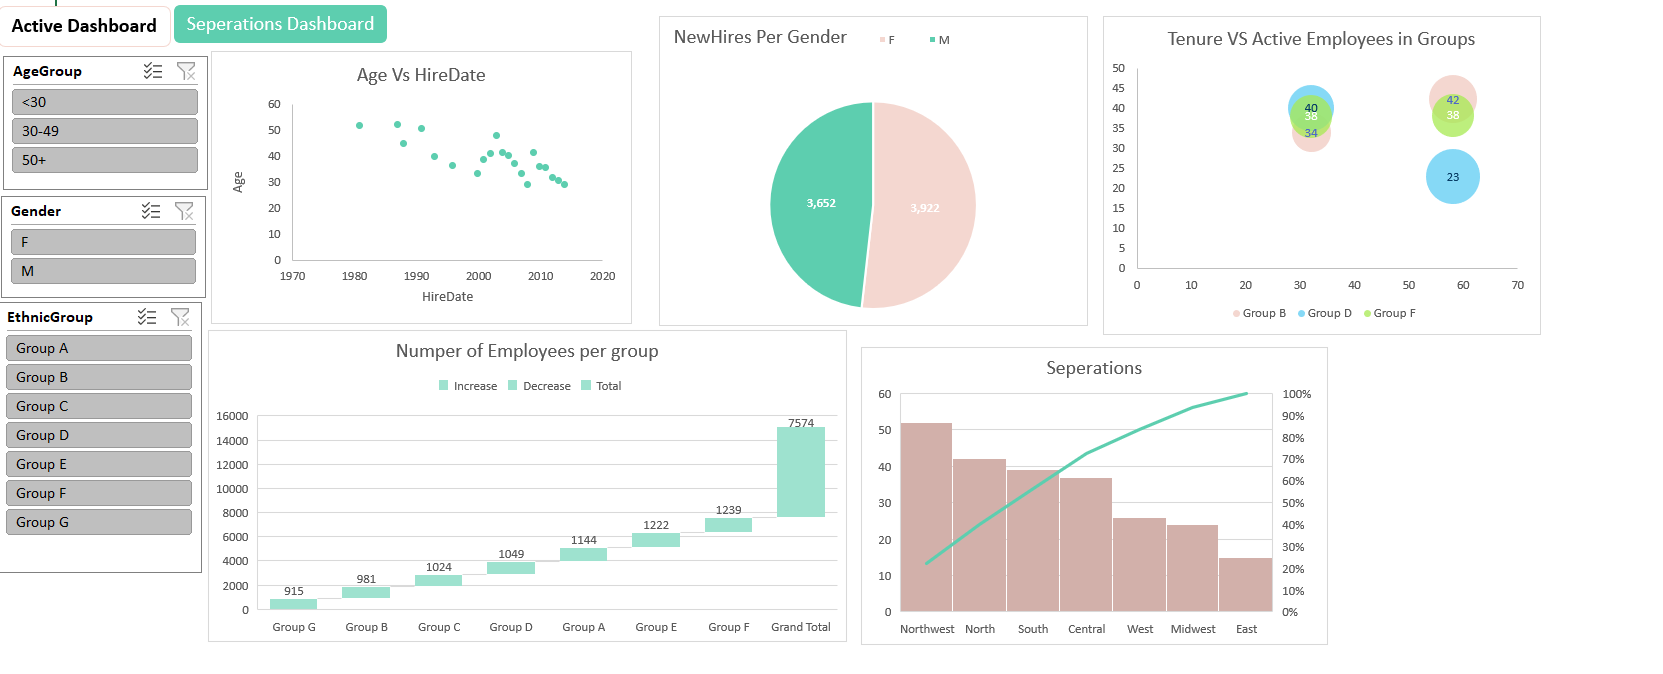 Active Dashboard
Seperations Dashboard
AgeGroup
<30
30-49
50+
Gender
F
M
EthnicGroup
Group A
Group B
Group C
Group D
Group E
Group F
Group G
Age Vs HireDate
60
50
40
30
20
10
0
Age
1970 1980 1990 2000 2010 2020
HireDate
NewHires Per Gender F M
3,652
3,922
Tenure VS Active Employees in Groups
50
45
40
35
30
25
20
15
10
5
0
40
38
34
42
38
23
0 10 20 30 40 50 60 70
Group B Group D Group F
Numper of Employees per group
Increase Decrease Total
16000
14000
12000
10000
8000
6000
4000
2000
0
915
981
1024
1049
1144
1222
1239
7574
Group G Group B Group C Group D Group A Group E Group F Grand Total
Seperations
60
50
40
30
20
10
0
100%
90%
80%
70%
60%
50%
40%
30%
20%
10%
0%
Northwest North South Central West Midwest East